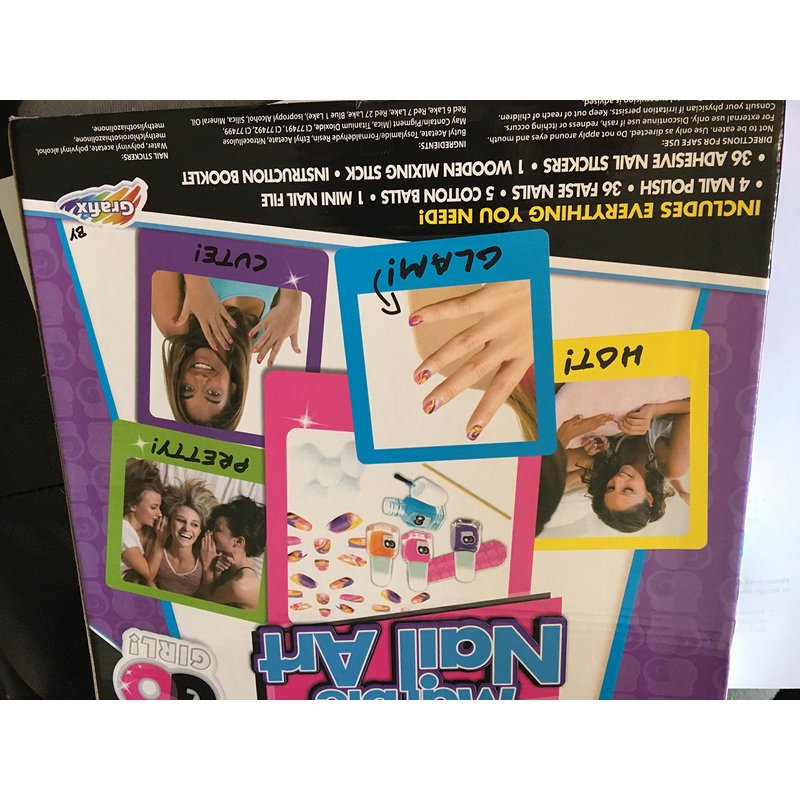 Marble
Nail Art
GIRL!
PRETTY!
HOT!
GLAM!
CUTE!
BY
Grafix
INCLUDES EVERYTHING YOU NEED!
• 4 NAIL POLISH • 36 FALSE NAILS • 5 COTTON BALLS • 1 MINI NAIL FILE
• 36 ADHESIVE NAIL STICKERS • 1 WOODEN MIXING STICK • INSTRUCTION BOOKLET
DIRECTIONS FOR SAFE USE:
Not to be eaten. Use only as directed. Do not apply around eyes and mouth.
For external use only. Discontinue use if rash, redness or itching occurs.
Consult your physician if irritation persists. Keep out of reach of children.
advised.
INGREDIENTS:
Butyl Acetate, Tosylamide Formaldehyde Resin, Ethyl Acetate, Nitrocellulose
May Contain Pigment (Mica, Titanium Dioxide, CI 77491, CI 77492, CI 77499,
Red 6 Lake, Red 7 Lake, Red 27 Lake, Blue 1 Lake), Isopropyl Alcohol, Silica, Mineral Oil.
NAIL STICKERS:
Water, polyvinyl acetate, polyvinyl alcohol,
methylchloroisothiazolinone,
methylisothiazolinone.